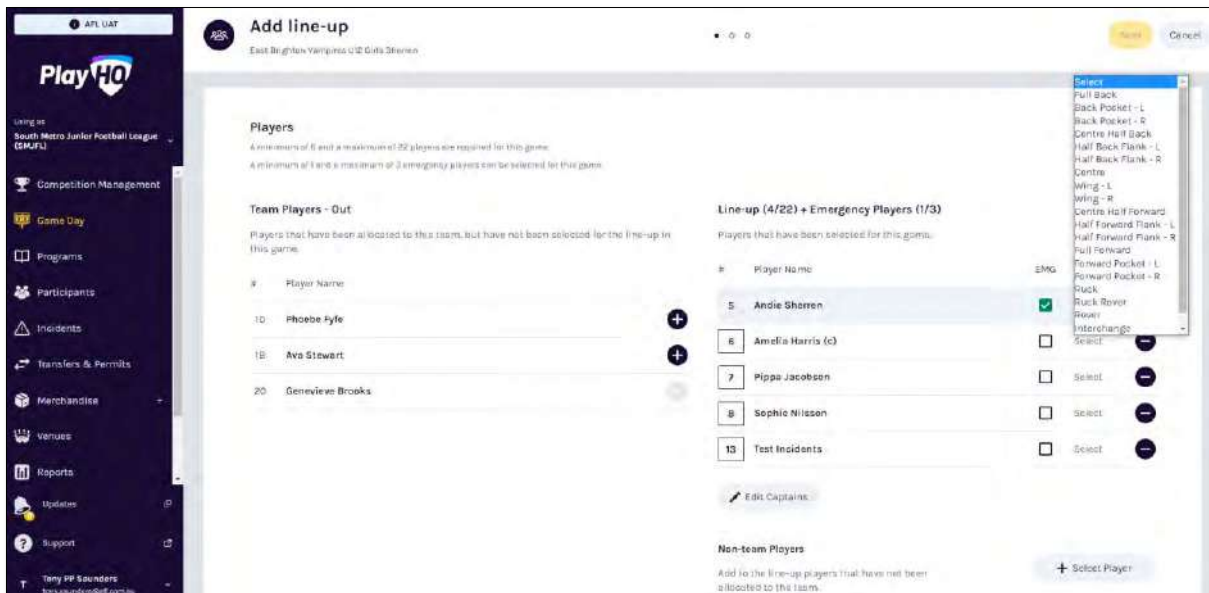 AFL UAT
PlayHQ
Using as
South Metro Junior Football League
(SMJFL)
Competition Management
Game Day
Programs
Participants
Incidents
Transfers & Permits
Merchandise +
Venues
Reports
Updates
? Support
T Tony PP Saunders
Add line-up
East Brighton Vampires U12 Girls Sherren
Next
Cancel
Players
A minimum of 6 and a maximum of 22 players are required for this game.
A minimum of 1 and a maximum of 3 emergency players can be selected for this game.
Team Players - Out
Players that have been allocated to this team, but have not been selected for the line-up in
this game.
# Player Name
10 Phoebe Fyfe
18 Ava Stewart
20 Genevieve Brooks
Line-up (4/22) + Emergency Players (1/3)
Players that have been selected for this game.
# Player Name EMG
5 Andie Sherren
6 Amelia Harris (c) Select
7 Pippa Jacobsen Select
8 Sophie Nilsson Select
13 Test Incidents Select
Edit Captains
Non-team Players
Add to the line-up players that have not been
allocated to the team.
+ Select Player
Select
Full Back
Back Pocket - L
Back Pocket - R
Centre Half Back
Half Back Flank - L
Half Back Flank - R
Centre
Wing - L
Wing - R
Centre Half Forward
Half Forward Flank - L
Half Forward Flank - R
Full Forward
Forward Pocket - L
Forward Pocket - R
Ruck
Ruck Rover
Rover
Interchange